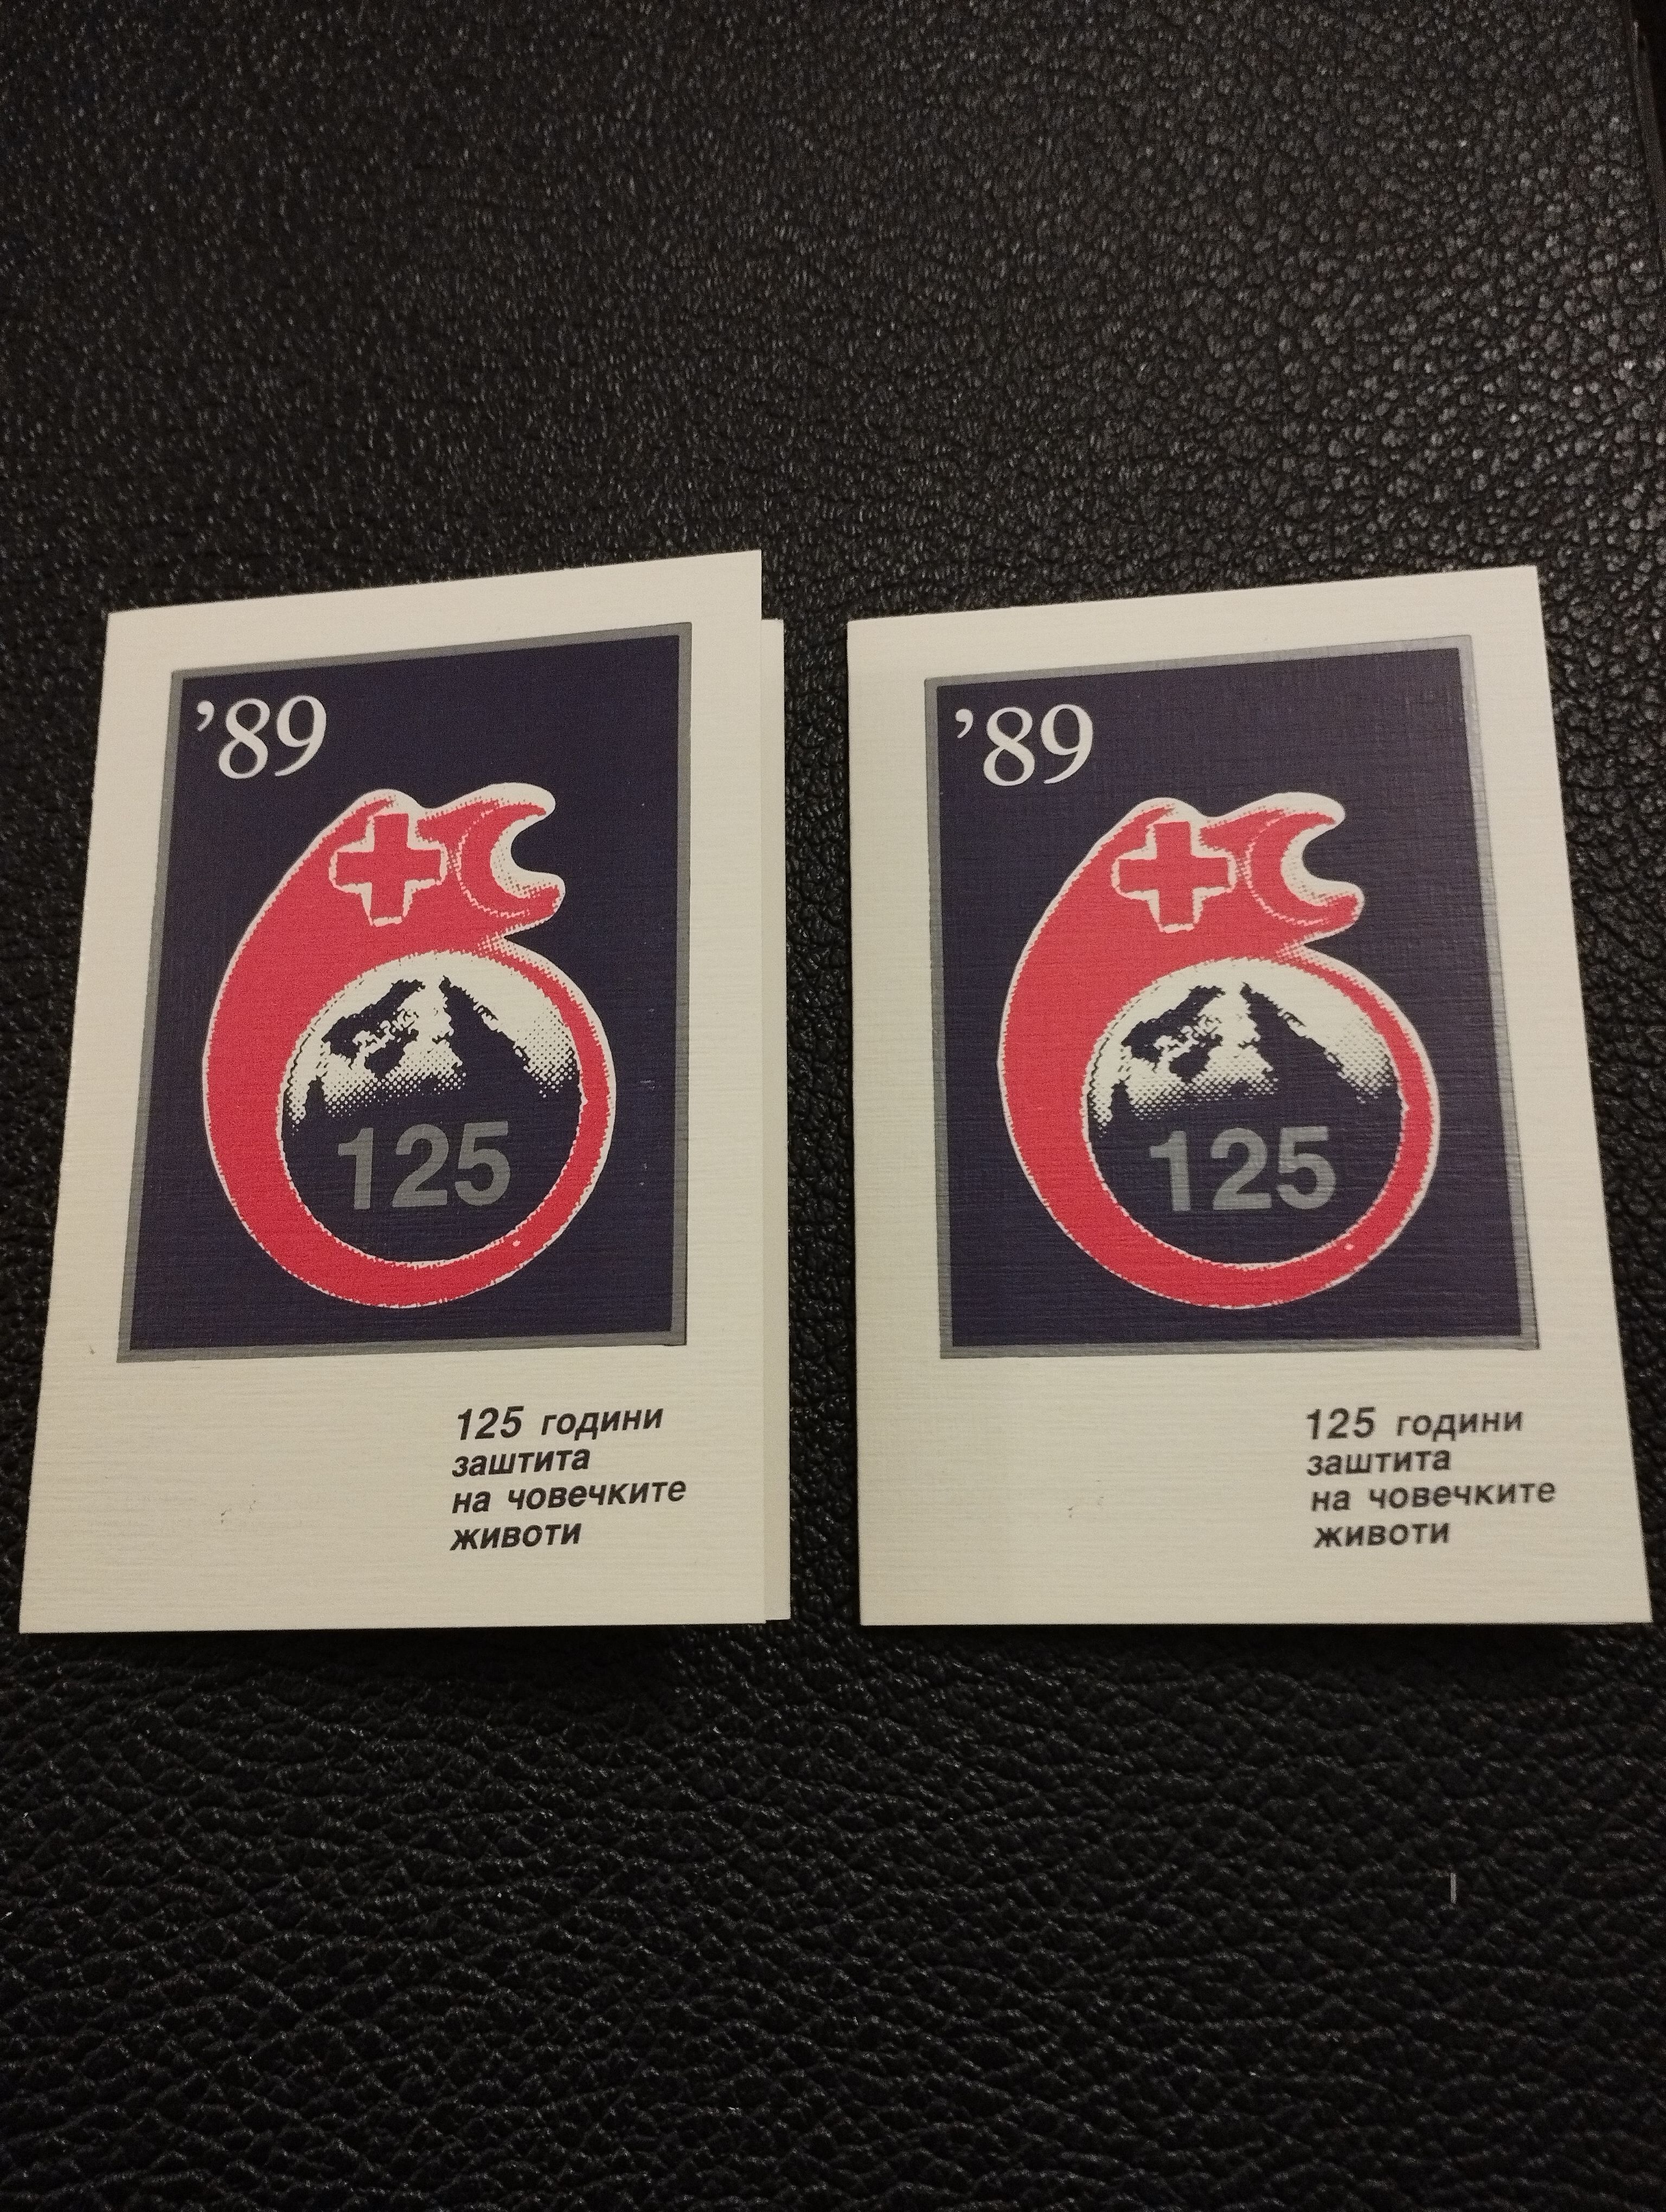 ’89
125
125 години
заштита
на човечките
животи
’89
125
125 години
заштита
на човечките
животи